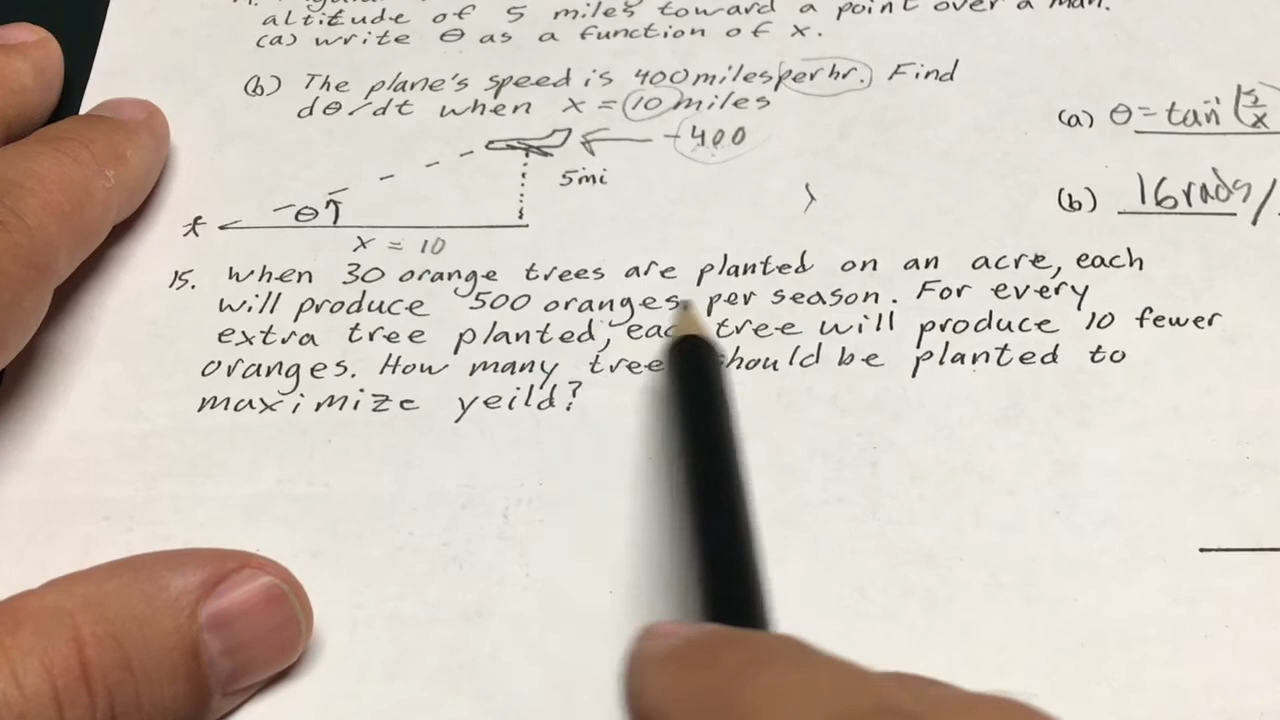 altitude of 5 miles toward a point over a man.
(a) write θ as a function of x.
(b) The plane's speed is 400 miles per hr. Find
dθ/dt when x = 10 miles
(a) θ = tan⁻¹(5/x
-400
5mi
(b) 16rads/
θ
x = 10
15. When 30 orange trees are planted on an acre, each
will produce 500 oranges per season. For every
extra tree planted, each tree will produce 10 fewer
oranges. How many trees should be planted to
maximize yeild?